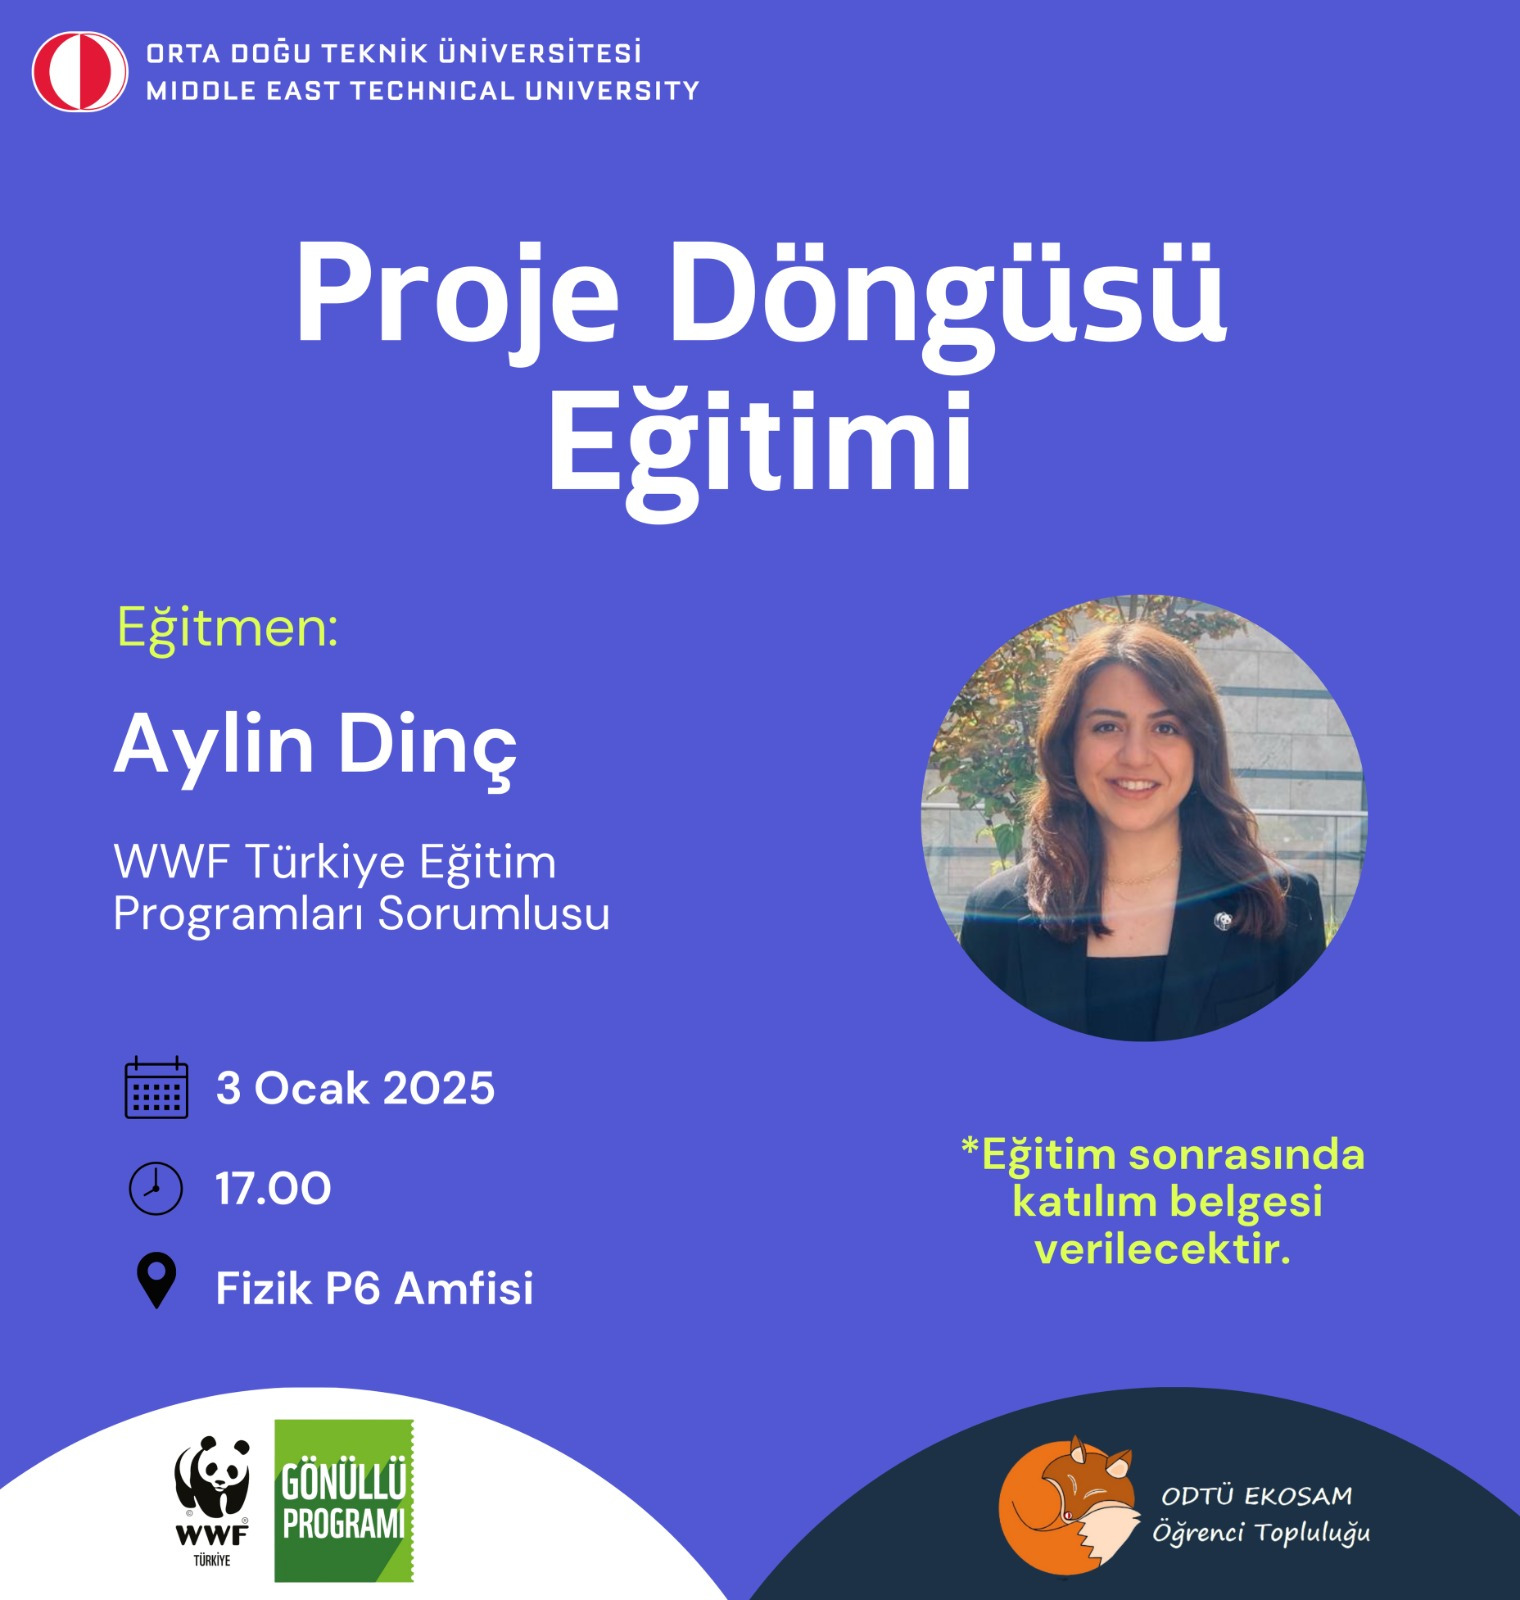 ORTA DOĞU TEKNİK ÜNİVERSİTESİ
MIDDLE EAST TECHNICAL UNIVERSITY
Proje Döngüsü
Eğitimi
Eğitmen:
Aylin Dinç
WWF Türkiye Eğitim
Programları Sorumlusu
3 Ocak 2025
17.00
Fizik P6 Amfisi
*Eğitim sonrasında
katılım belgesi
verilecektir.
© ®
WWF
TÜRKİYE
GÖNÜLLÜ
PROGRAMI
ODTÜ EKOSAM
Öğrenci Topluluğu